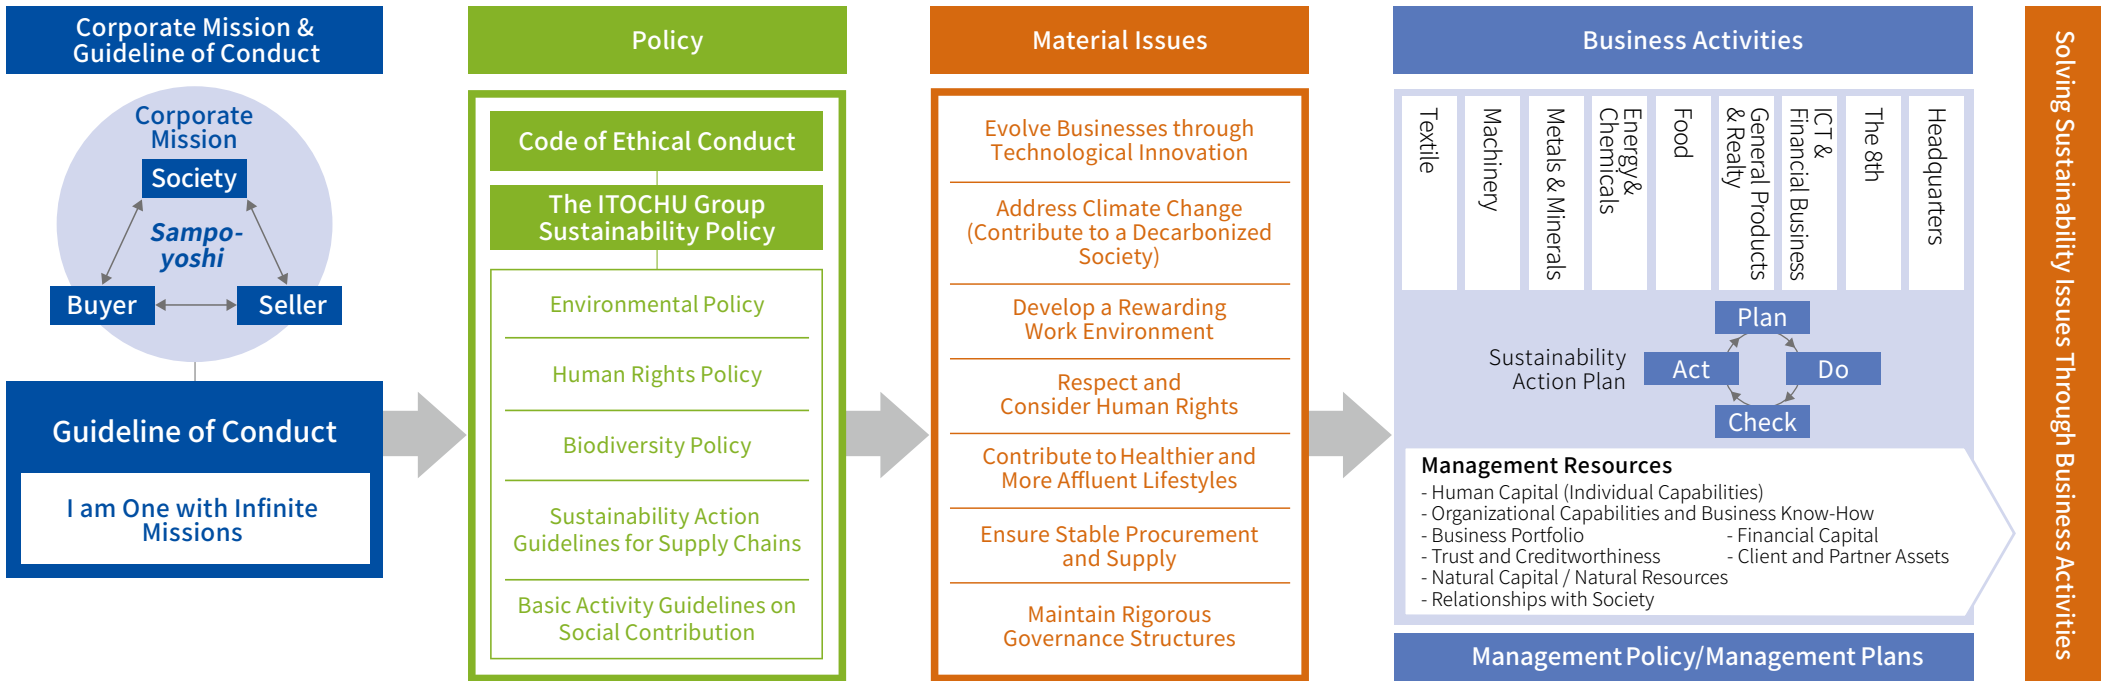 Corporate Mission &
Guideline of Conduct
Corporate
Mission
Society
Sampo-
yoshi
Buyer
Seller
Guideline of Conduct
I am One with Infinite
Missions
Policy
Code of Ethical Conduct
The ITOCHU Group
Sustainability Policy
Environmental Policy
Human Rights Policy
Biodiversity Policy
Sustainability Action
Guidelines for Supply Chains
Basic Activity Guidelines on
Social Contribution
Material Issues
Evolve Businesses through
Technological Innovation
Address Climate Change
(Contribute to a Decarbonized
Society)
Develop a Rewarding
Work Environment
Respect and
Consider Human Rights
Contribute to Healthier and
More Affluent Lifestyles
Ensure Stable Procurement
and Supply
Maintain Rigorous
Governance Structures
Business Activities
Textile
Machinery
Metals & Minerals
Energy&
Chemicals
Food
General Products
& Realty
ICT &
Financial Business
The 8th
Headquarters
Sustainability
Action Plan
Plan
Act
Do
Check
Management Resources
- Human Capital (Individual Capabilities)
- Organizational Capabilities and Business Know-How
- Business Portfolio - Financial Capital
- Trust and Creditworthiness - Client and Partner Assets
- Natural Capital / Natural Resources
- Relationships with Society
Management Policy/Management Plans
Solving Sustainability Issues Through Business Activities